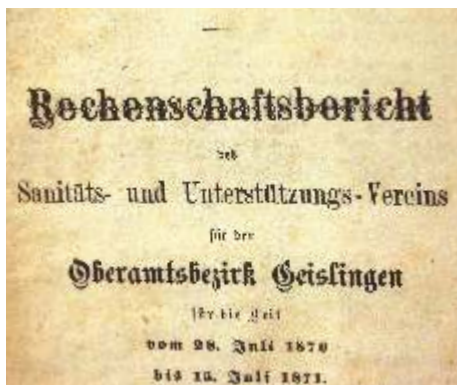 Rechenschaftsbericht
des
Sanitäts- und Unterstützungs-Vereins
für den
Oberamtsbezirk Geislingen
für die Zeit
vom 28. Juli 1870
bis 15. Juli 1871.